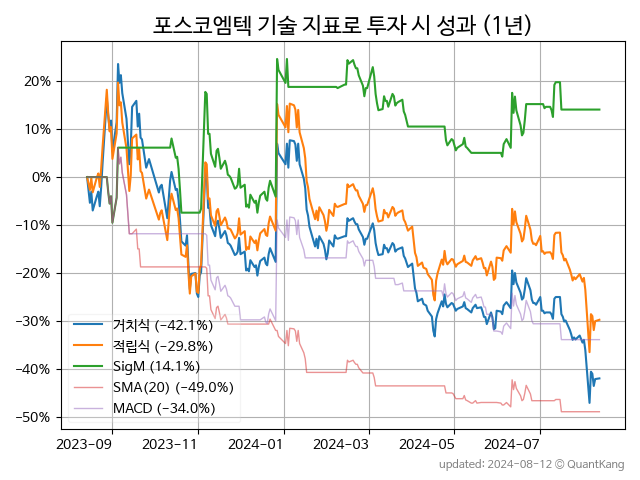 포스코엠텍 기술 지표로 투자 시 성과 (1년)
20%
10%
0%
−10%
−20%
−30%
−40%
−50%
거치식 (−42.1%)
적립식 (−29.8%)
SigM (14.1%)
SMA(20) (−49.0%)
MACD (−34.0%)
2023−09
2023−11
2024−01
2024−03
2024−05
2024−07
updated: 2024−08−12 © QuantKang